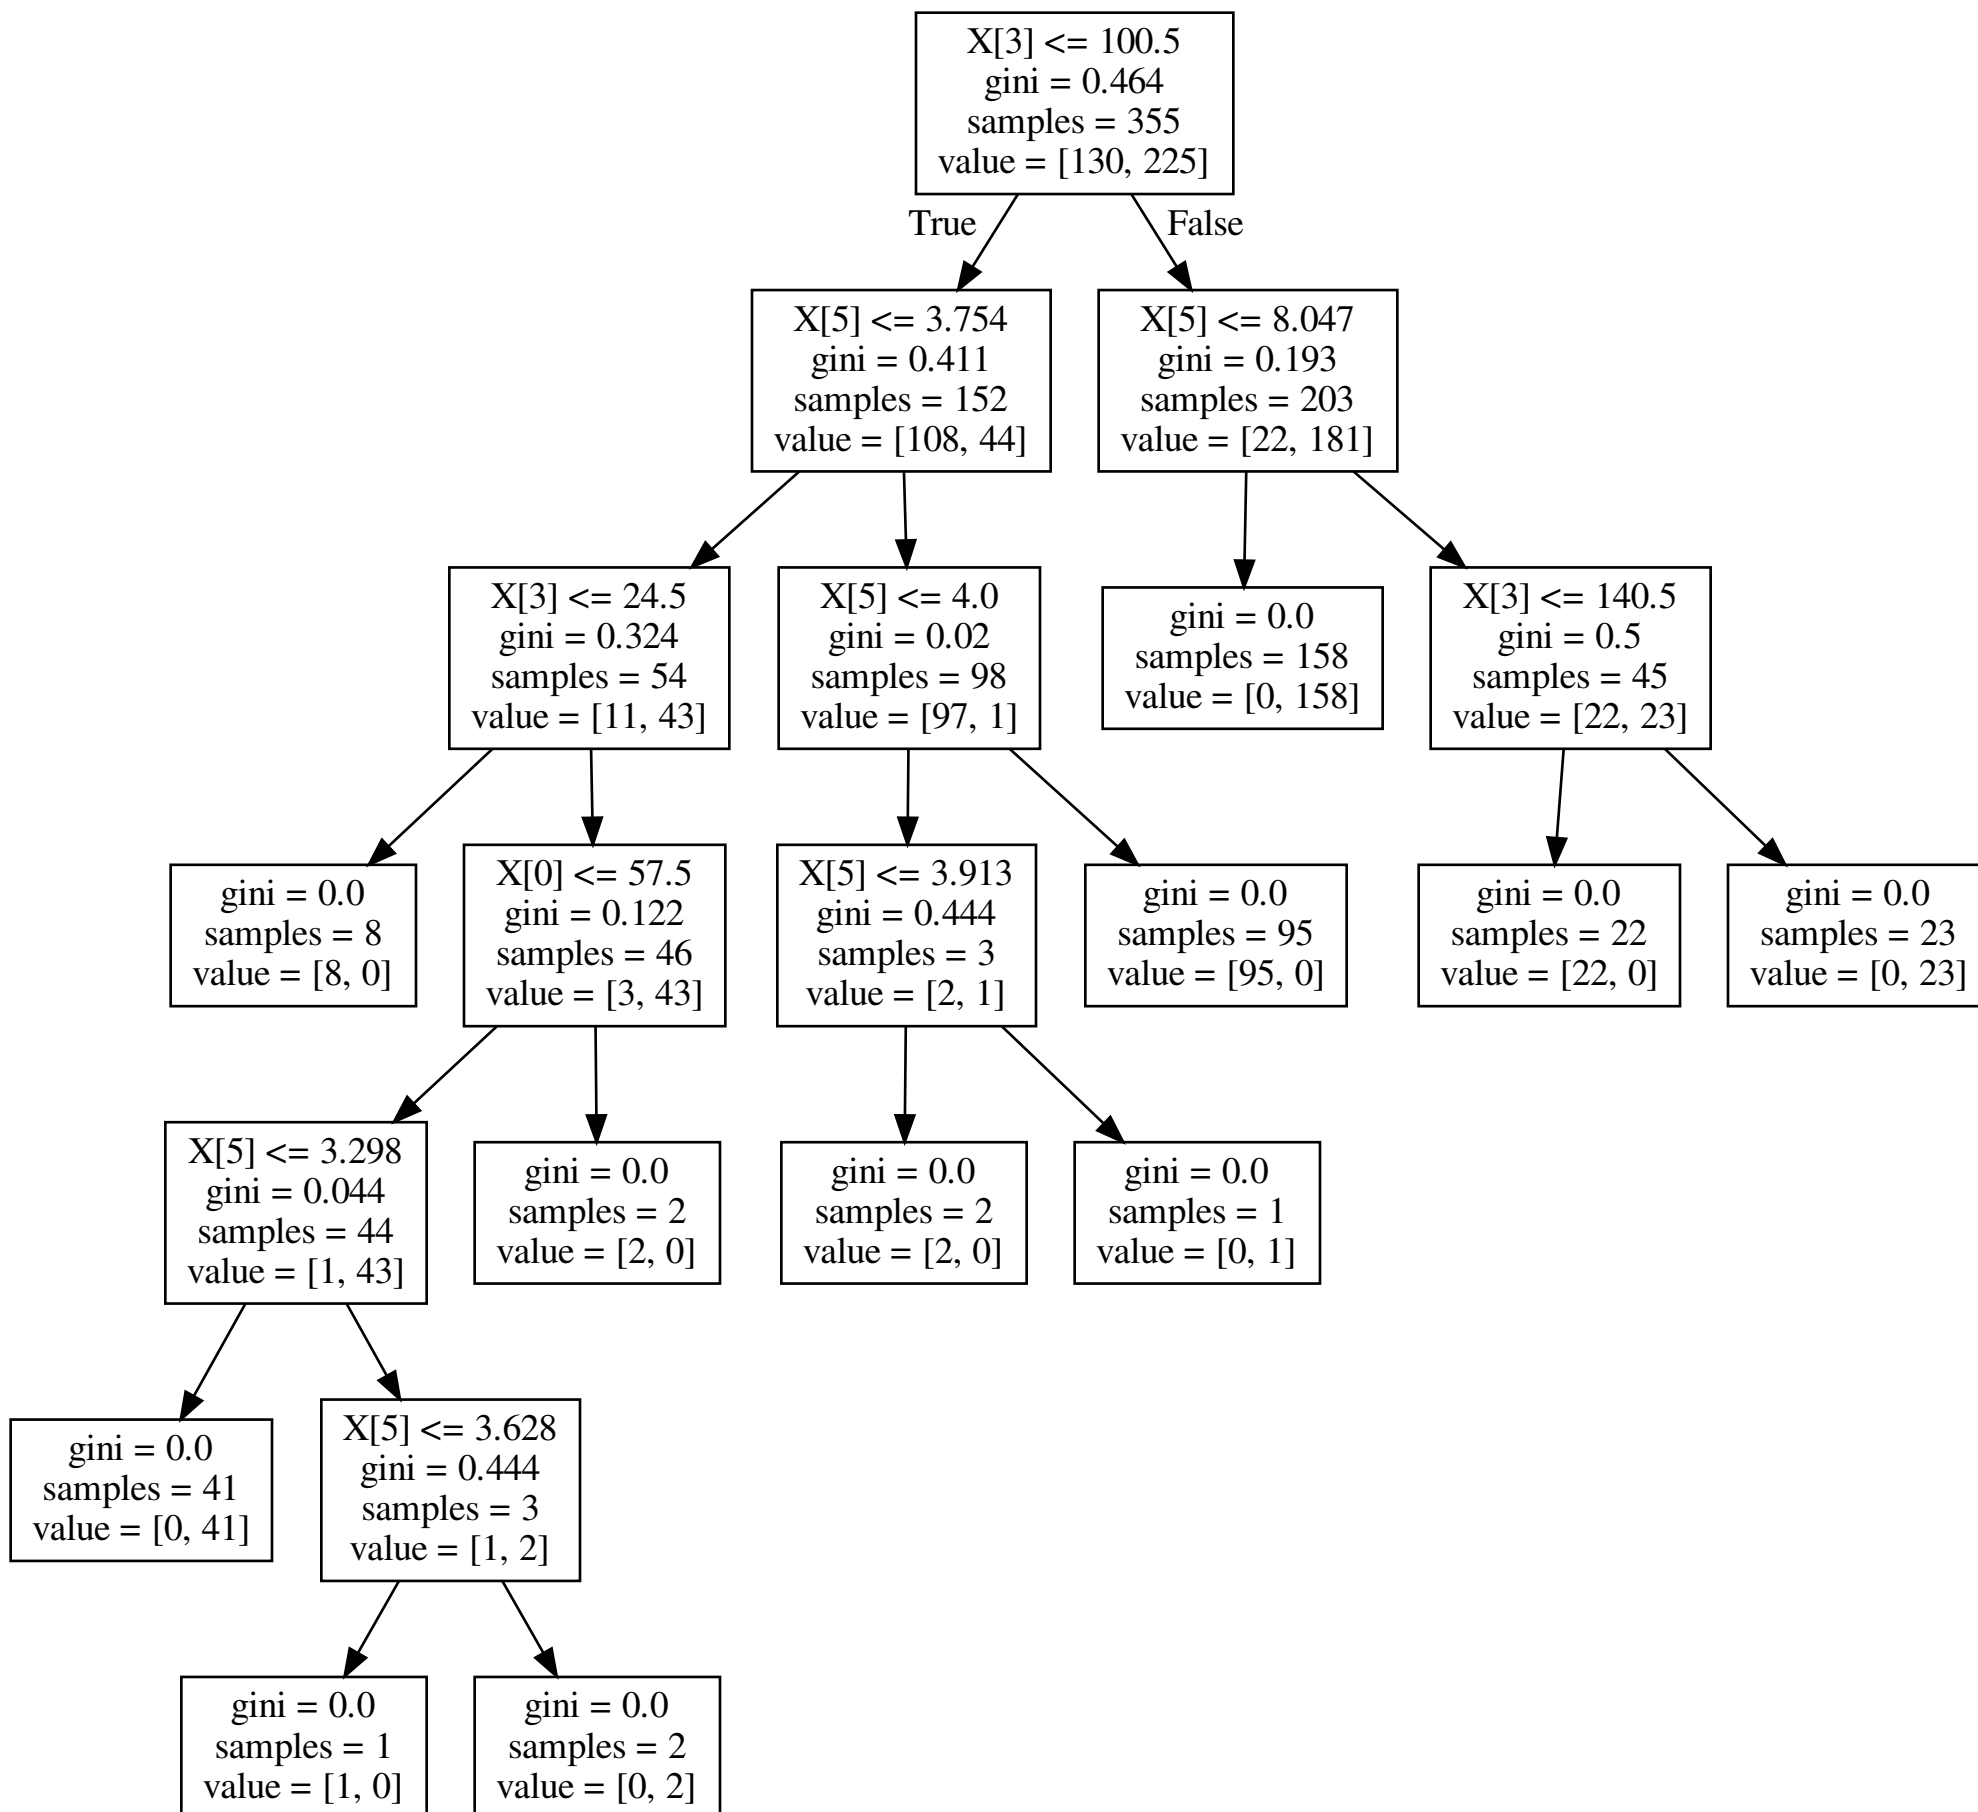 X[3] <= 100.5
gini = 0.464
samples = 355
value = [130, 225]
True
False
X[5] <= 3.754
gini = 0.411
samples = 152
value = [108, 44]
X[5] <= 8.047
gini = 0.193
samples = 203
value = [22, 181]
X[3] <= 24.5
gini = 0.324
samples = 54
value = [11, 43]
X[5] <= 4.0
gini = 0.02
samples = 98
value = [97, 1]
gini = 0.0
samples = 158
value = [0, 158]
X[3] <= 140.5
gini = 0.5
samples = 45
value = [22, 23]
gini = 0.0
samples = 8
value = [8, 0]
X[0] <= 57.5
gini = 0.122
samples = 46
value = [3, 43]
X[5] <= 3.913
gini = 0.444
samples = 3
value = [2, 1]
gini = 0.0
samples = 95
value = [95, 0]
gini = 0.0
samples = 22
value = [22, 0]
gini = 0.0
samples = 23
value = [0, 23]
X[5] <= 3.298
gini = 0.044
samples = 44
value = [1, 43]
gini = 0.0
samples = 2
value = [2, 0]
gini = 0.0
samples = 2
value = [2, 0]
gini = 0.0
samples = 1
value = [0, 1]
gini = 0.0
samples = 41
value = [0, 41]
X[5] <= 3.628
gini = 0.444
samples = 3
value = [1, 2]
gini = 0.0
samples = 1
value = [1, 0]
gini = 0.0
samples = 2
value = [0, 2]